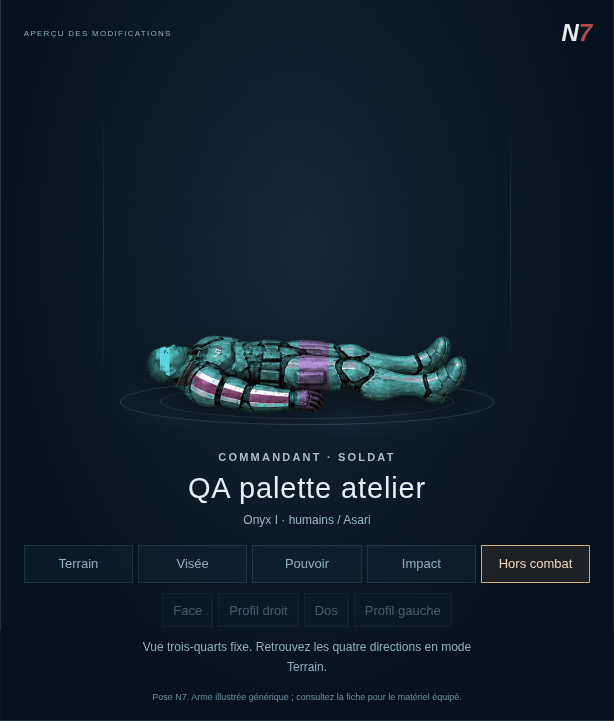 APERÇU DES MODIFICATIONS
N7
N7
COMMANDANT · SOLDAT
QA palette atelier
Onyx I · humains / Asari
Terrain
Visée
Pouvoir
Impact
Hors combat
Face
Profil droit
Dos
Profil gauche
Vue trois-quarts fixe. Retrouvez les quatre directions en mode
Terrain.
Pose N7. Arme illustrée générique ; consultez la fiche pour le matériel équipé.